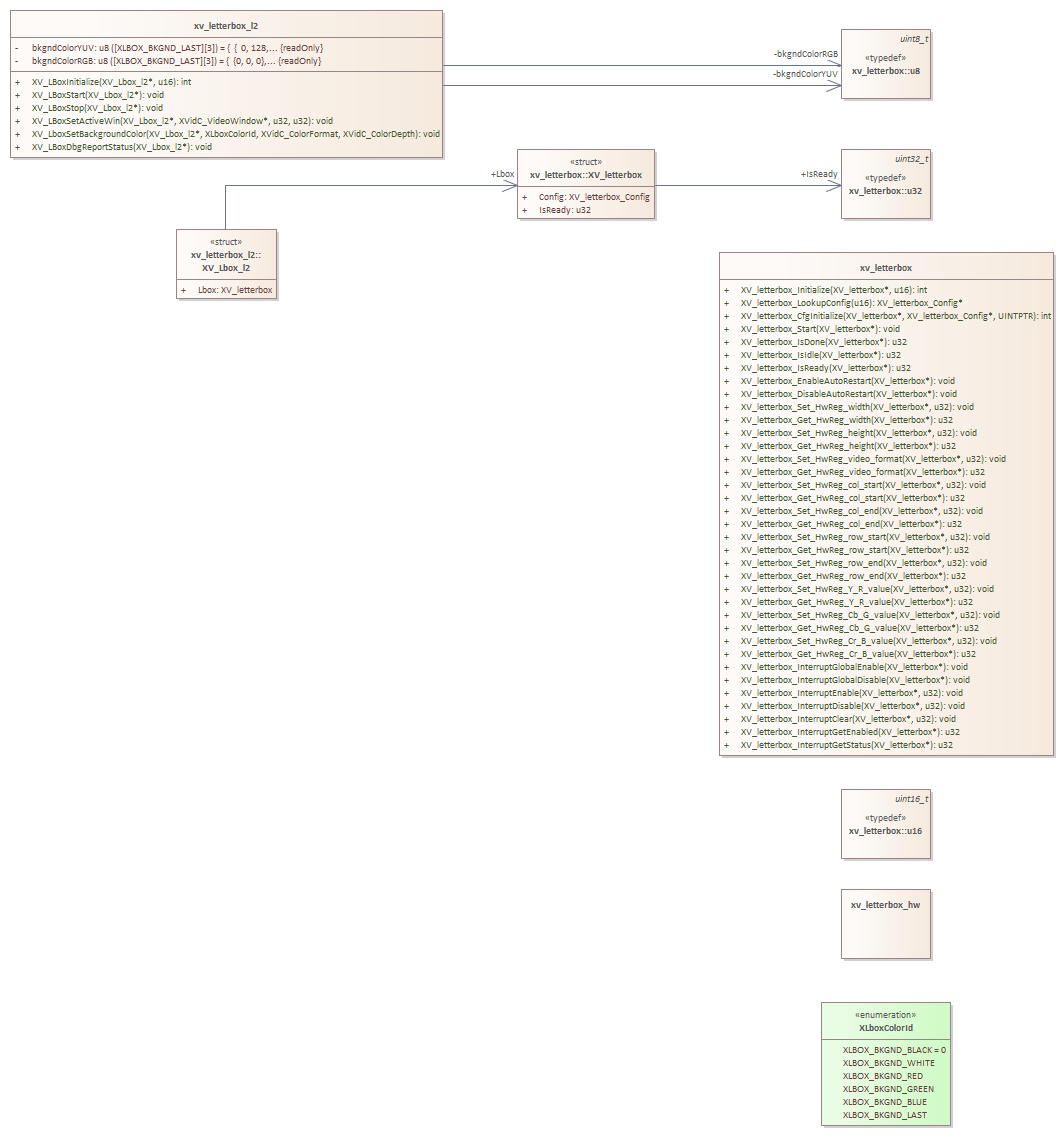 xv_letterbox_l2
- bkgndColorYUV: u8 ([XLBOX_BKGND_LAST][3]) = { { 0, 128,... {readOnly}
- bkgndColorRGB: u8 ([XLBOX_BKGND_LAST][3]) = { {0, 0, 0},... {readOnly}
+ XV_LBoxInitialize(XV_Lbox_l2*, u16): int
+ XV_LBoxStart(XV_Lbox_l2*): void
+ XV_LBoxStop(XV_Lbox_l2*): void
+ XV_LBoxSetActiveWin(XV_Lbox_l2*, XVidC_VideoWindow*, u32, u32): void
+ XV_LboxSetBackgroundColor(XV_Lbox_l2*, XLboxColorId, XVidC_ColorFormat, XVidC_ColorDepth): void
+ XV_LBoxDbgReportStatus(XV_Lbox_l2*): void
-bkgndColorRGB
-bkgndColorYUV
uint8_t
«typedef»
xv_letterbox::u8
+Lbox
«struct»
xv_letterbox::XV_letterbox
+ Config: XV_letterbox_Config
+ IsReady: u32
+IsReady
uint32_t
«typedef»
xv_letterbox::u32
«struct»
xv_letterbox_l2::
XV_Lbox_l2
+ Lbox: XV_letterbox
xv_letterbox
+ XV_letterbox_Initialize(XV_letterbox*, u16): int
+ XV_letterbox_LookupConfig(u16): XV_letterbox_Config*
+ XV_letterbox_CfgInitialize(XV_letterbox*, XV_letterbox_Config*, UINTPTR): int
+ XV_letterbox_Start(XV_letterbox*): void
+ XV_letterbox_IsDone(XV_letterbox*): u32
+ XV_letterbox_IsIdle(XV_letterbox*): u32
+ XV_letterbox_IsReady(XV_letterbox*): u32
+ XV_letterbox_EnableAutoRestart(XV_letterbox*): void
+ XV_letterbox_DisableAutoRestart(XV_letterbox*): void
+ XV_letterbox_Set_HwReg_width(XV_letterbox*, u32): void
+ XV_letterbox_Get_HwReg_width(XV_letterbox*): u32
+ XV_letterbox_Set_HwReg_height(XV_letterbox*, u32): void
+ XV_letterbox_Get_HwReg_height(XV_letterbox*): u32
+ XV_letterbox_Set_HwReg_video_format(XV_letterbox*, u32): void
+ XV_letterbox_Get_HwReg_video_format(XV_letterbox*): u32
+ XV_letterbox_Set_HwReg_col_start(XV_letterbox*, u32): void
+ XV_letterbox_Get_HwReg_col_start(XV_letterbox*): u32
+ XV_letterbox_Set_HwReg_col_end(XV_letterbox*, u32): void
+ XV_letterbox_Get_HwReg_col_end(XV_letterbox*): u32
+ XV_letterbox_Set_HwReg_row_start(XV_letterbox*, u32): void
+ XV_letterbox_Get_HwReg_row_start(XV_letterbox*): u32
+ XV_letterbox_Set_HwReg_row_end(XV_letterbox*, u32): void
+ XV_letterbox_Get_HwReg_row_end(XV_letterbox*): u32
+ XV_letterbox_Set_HwReg_Y_R_value(XV_letterbox*, u32): void
+ XV_letterbox_Get_HwReg_Y_R_value(XV_letterbox*): u32
+ XV_letterbox_Set_HwReg_Cb_G_value(XV_letterbox*, u32): void
+ XV_letterbox_Get_HwReg_Cb_G_value(XV_letterbox*): u32
+ XV_letterbox_Set_HwReg_Cr_B_value(XV_letterbox*, u32): void
+ XV_letterbox_Get_HwReg_Cr_B_value(XV_letterbox*): u32
+ XV_letterbox_InterruptGlobalEnable(XV_letterbox*): void
+ XV_letterbox_InterruptGlobalDisable(XV_letterbox*): void
+ XV_letterbox_InterruptEnable(XV_letterbox*, u32): void
+ XV_letterbox_InterruptDisable(XV_letterbox*, u32): void
+ XV_letterbox_InterruptClear(XV_letterbox*, u32): void
+ XV_letterbox_InterruptGetEnabled(XV_letterbox*): u32
+ XV_letterbox_InterruptGetStatus(XV_letterbox*): u32
uint16_t
«typedef»
xv_letterbox::u16
xv_letterbox_hw
«enumeration»
XLboxColorId
XLBOX_BKGND_BLACK = 0
XLBOX_BKGND_WHITE
XLBOX_BKGND_RED
XLBOX_BKGND_GREEN
XLBOX_BKGND_BLUE
XLBOX_BKGND_LAST